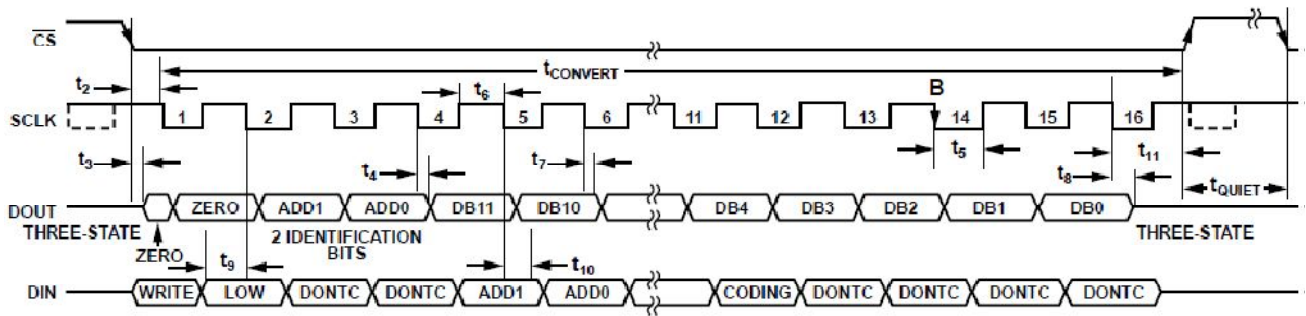 CS
t2
tCONVERT
t6
B
SCLK
1 2 3 4 5 6 11 12 13 14 15 16
t3
t4
t7
t5
t8
t11
tQUIET
DOUT
ZERO ADD1 ADD0 DB11 DB10 DB4 DB3 DB2 DB1 DB0
THREE-STATE
ZERO
2 IDENTIFICATION
BITS
THREE-STATE
t9
t10
DIN
WRITE LOW DONTC DONTC ADD1 ADD0 CODING DONTC DONTC DONTC DONTC